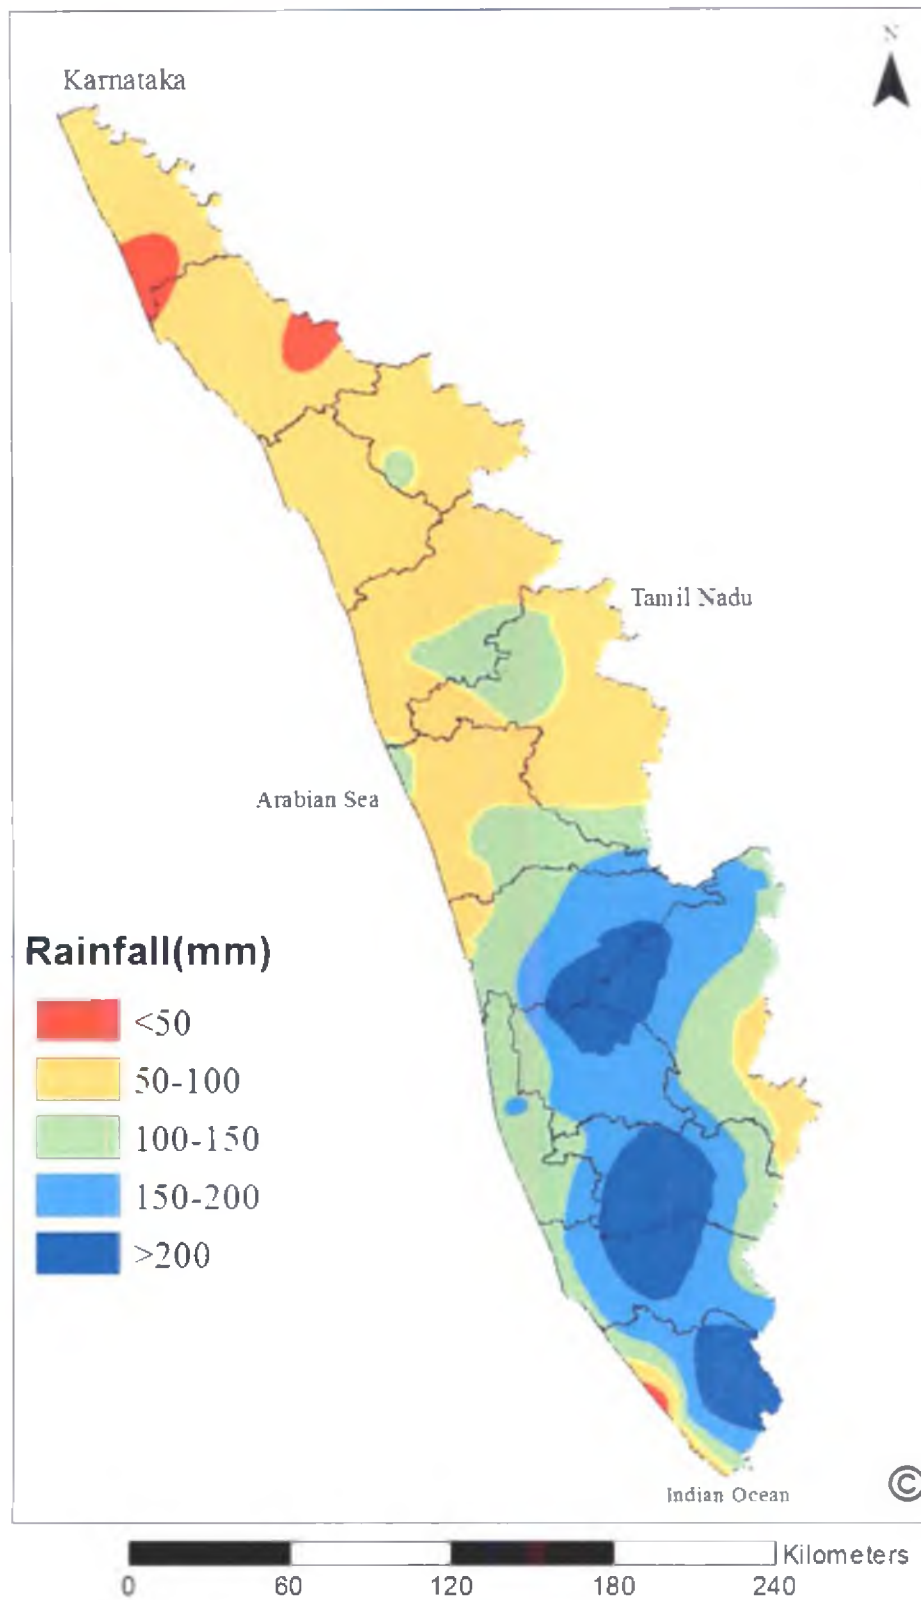 N
Karnataka
Tamil Nadu
Arabian Sea
Rainfall(mm)
<50
50-100
100-150
150-200
>200
Indian Ocean
©
Kilometers
0 60 120 180 240